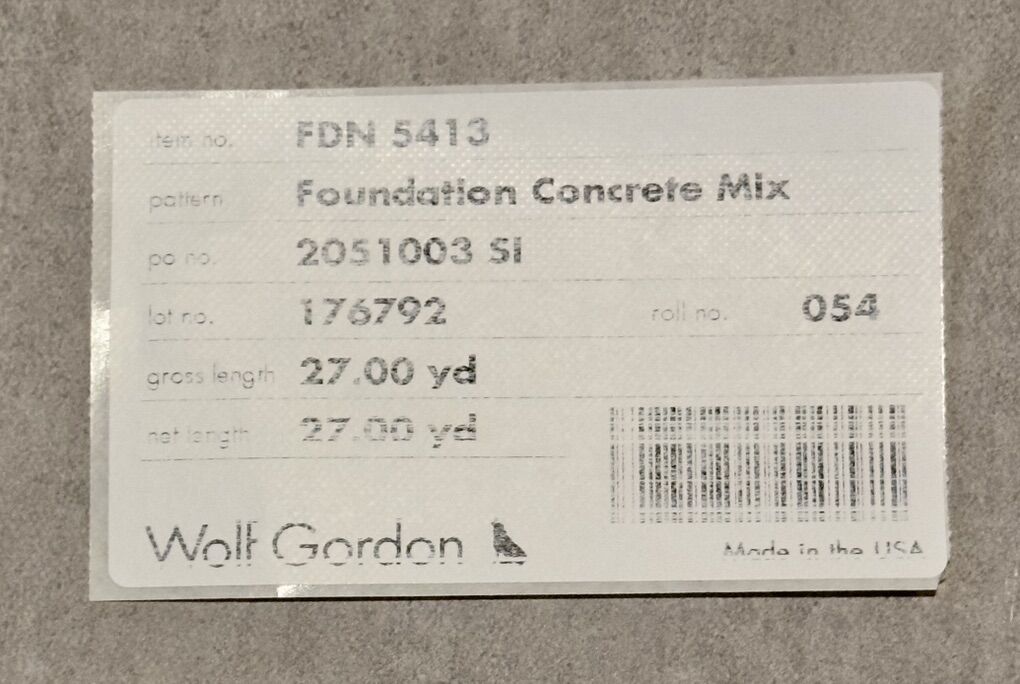 item no. FDN 5413
pattern Foundation Concrete Mix
po no. 2051003 SI
lot no. 176792 roll no. 054
gross length 27.00 yd
net length 27.00 yd
Wolf Gordon
Made in the USA